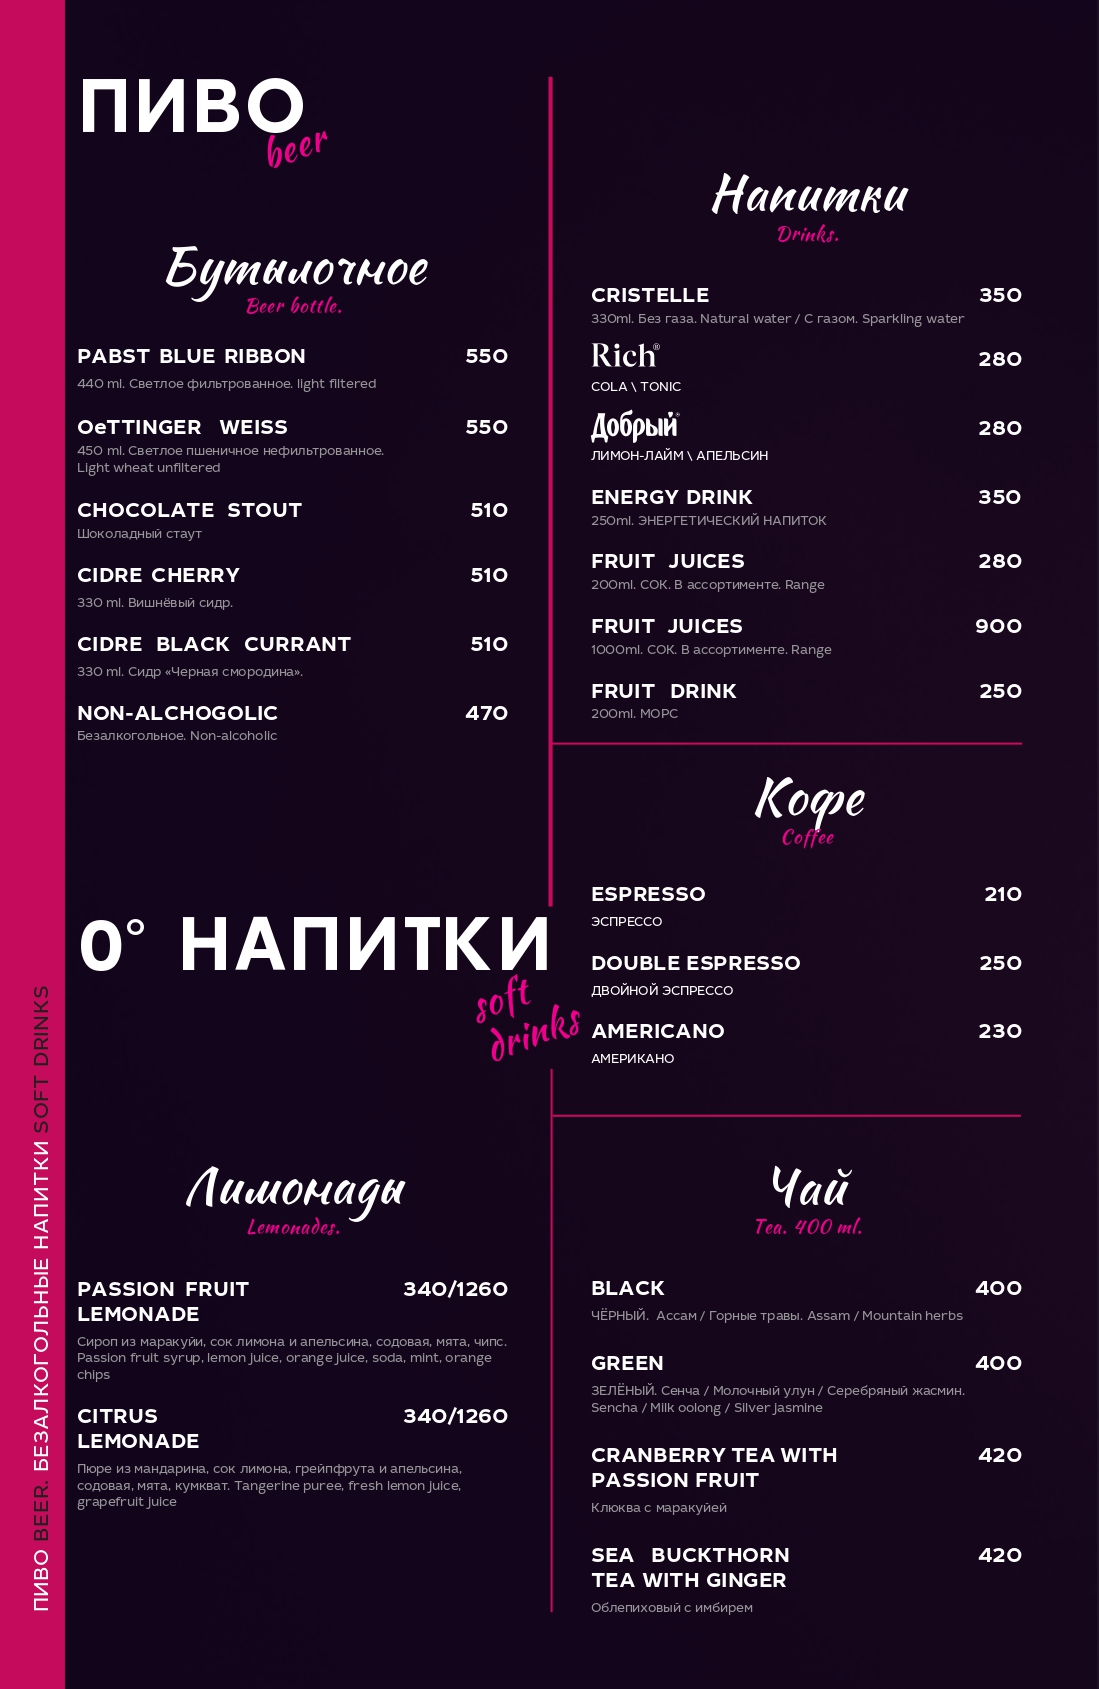 ПИВО
beer
Бутылочное
Beer bottle.
PABST BLUE RIBBON 550
440 ml. Светлое фильтрованное. light filtered
OeTTINGER WEISS 550
450 ml. Светлое пшеничное нефильтрованное.
Light wheat unfiltered
CHOCOLATE STOUT 510
Шоколадный стаут
CIDRE CHERRY 510
330 ml. Вишнёвый сидр.
CIDRE BLACK CURRANT 510
330 ml. Сидр «Черная смородина».
NON-ALCHOGOLIC 470
Безалкогольное. Non-alcoholic
0° НАПИТКИ
soft
drinks
Лимонады
Lemonades.
PASSION FRUIT 340/1260
LEMONADE
Сироп из маракуйи, сок лимона и апельсина, содовая, мята, чипс.
Passion fruit syrup, lemon juice, orange juice, soda, mint, orange
chips
CITRUS 340/1260
LEMONADE
Пюре из мандарина, сок лимона, грейпфрута и апельсина,
содовая, мята, кумкват. Tangerine puree, fresh lemon juice,
grapefruit juice
Напитки
Drinks.
CRISTELLE 350
330ml. Без газа. Natural water / С газом. Sparkling water
Rich® 280
COLA \ TONIC
Добрый® 280
ЛИМОН-ЛАЙМ \ АПЕЛЬСИН
ENERGY DRINK 350
250ml. ЭНЕРГЕТИЧЕСКИЙ НАПИТОК
FRUIT JUICES 280
200ml. СОК. В ассортименте. Range
FRUIT JUICES 900
1000ml. СОК. В ассортименте. Range
FRUIT DRINK 250
200ml. МОРС
Кофе
Coffee
ESPRESSO 210
ЭСПРЕССО
DOUBLE ESPRESSO 250
ДВОЙНОЙ ЭСПРЕССО
AMERICANO 230
АМЕРИКАНО
Чай
Tea. 400 ml.
BLACK 400
ЧЁРНЫЙ. Ассам / Горные травы. Assam / Mountain herbs
GREEN 400
ЗЕЛЁНЫЙ. Сенча / Молочный улун / Серебряный жасмин.
Sencha / Milk oolong / Silver jasmine
CRANBERRY TEA WITH 420
PASSION FRUIT
Клюква с маракуйей
SEA BUCKTHORN 420
TEA WITH GINGER
Облепиховый с имбирем
ПИВО BEER. БЕЗАЛКОГОЛЬНЫЕ НАПИТКИ SOFT DRINKS